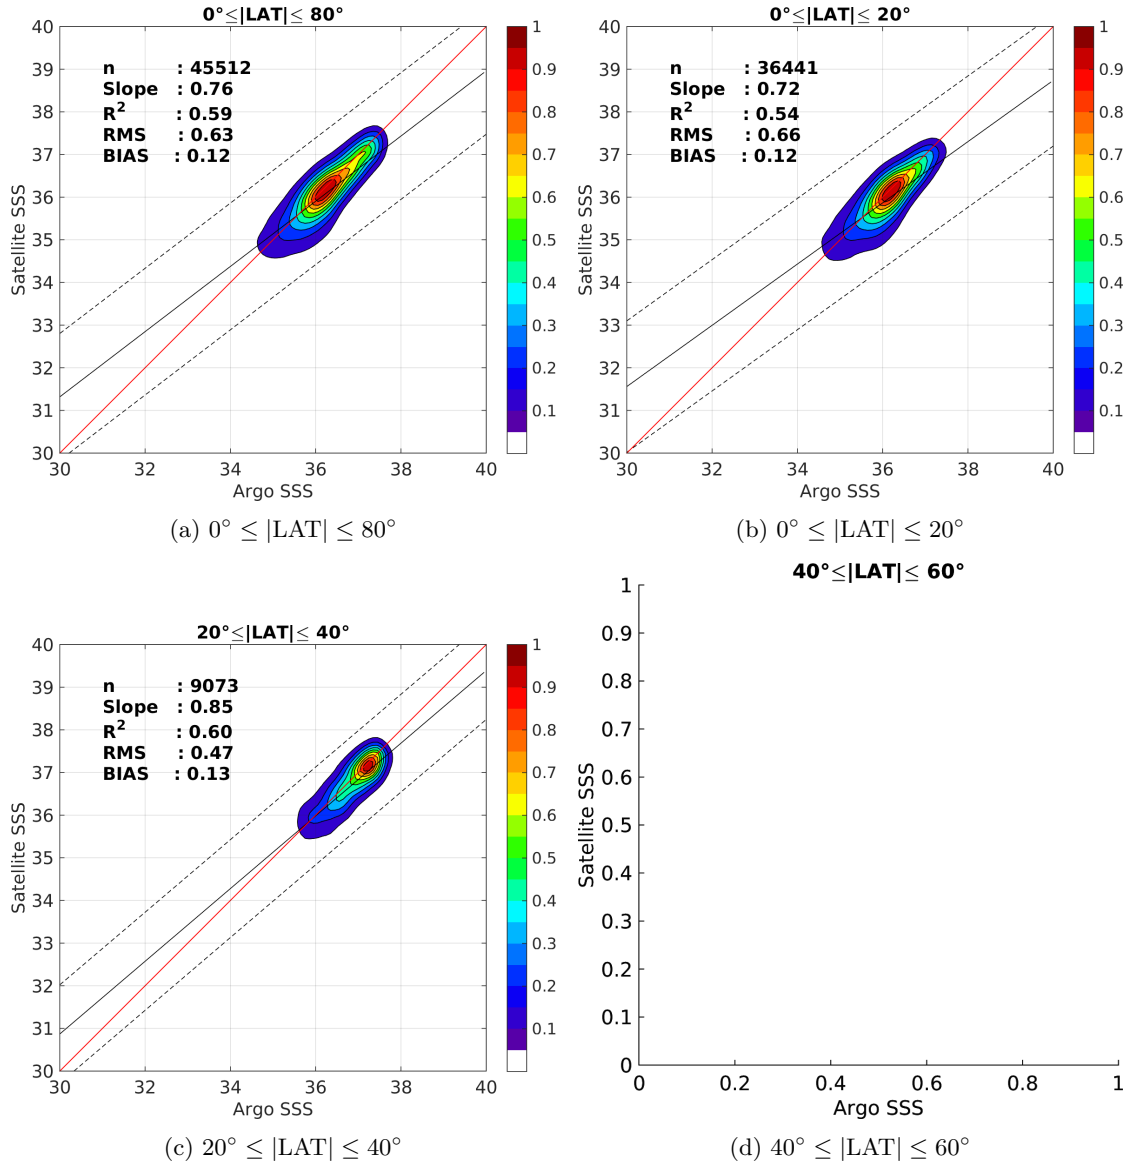 0°≤|LAT|≤ 80°
40
39
38
37
36
35
34
33
32
31
30
Satellite SSS
n : 45512
Slope : 0.76
R2 : 0.59
RMS : 0.63
BIAS : 0.12
30 32 34 36 38 40
Argo SSS
1
0.9
0.8
0.7
0.6
0.5
0.4
0.3
0.2
0.1
(a) 0° ≤ |LAT| ≤ 80°
0°≤|LAT|≤ 20°
40
39
38
37
36
35
34
33
32
31
30
Satellite SSS
n : 36441
Slope : 0.72
R2 : 0.54
RMS : 0.66
BIAS : 0.12
30 32 34 36 38 40
Argo SSS
1
0.9
0.8
0.7
0.6
0.5
0.4
0.3
0.2
0.1
(b) 0° ≤ |LAT| ≤ 20°
20°≤|LAT|≤ 40°
40
39
38
37
36
35
34
33
32
31
30
Satellite SSS
n : 9073
Slope : 0.85
R2 : 0.60
RMS : 0.47
BIAS : 0.13
30 32 34 36 38 40
Argo SSS
1
0.9
0.8
0.7
0.6
0.5
0.4
0.3
0.2
0.1
(c) 20° ≤ |LAT| ≤ 40°
40°≤|LAT|≤ 60°
1
0.9
0.8
0.7
0.6
0.5
0.4
0.3
0.2
0.1
0
Satellite SSS
0 0.2 0.4 0.6 0.8 1
Argo SSS
(d) 40° ≤ |LAT| ≤ 60°